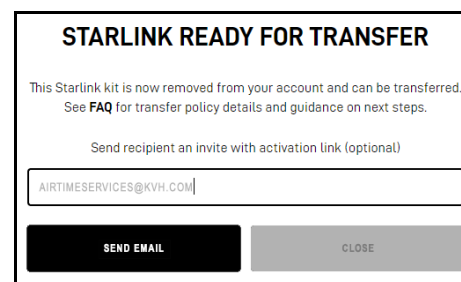 STARLINK READY FOR TRANSFER
This Starlink kit is now removed from your account and can be transferred.
See FAQ for transfer policy details and guidance on next steps.
Send recipient an invite with activation link (optional)
AIRTIMESERVICES@KVH.COM
SEND EMAIL
CLOSE